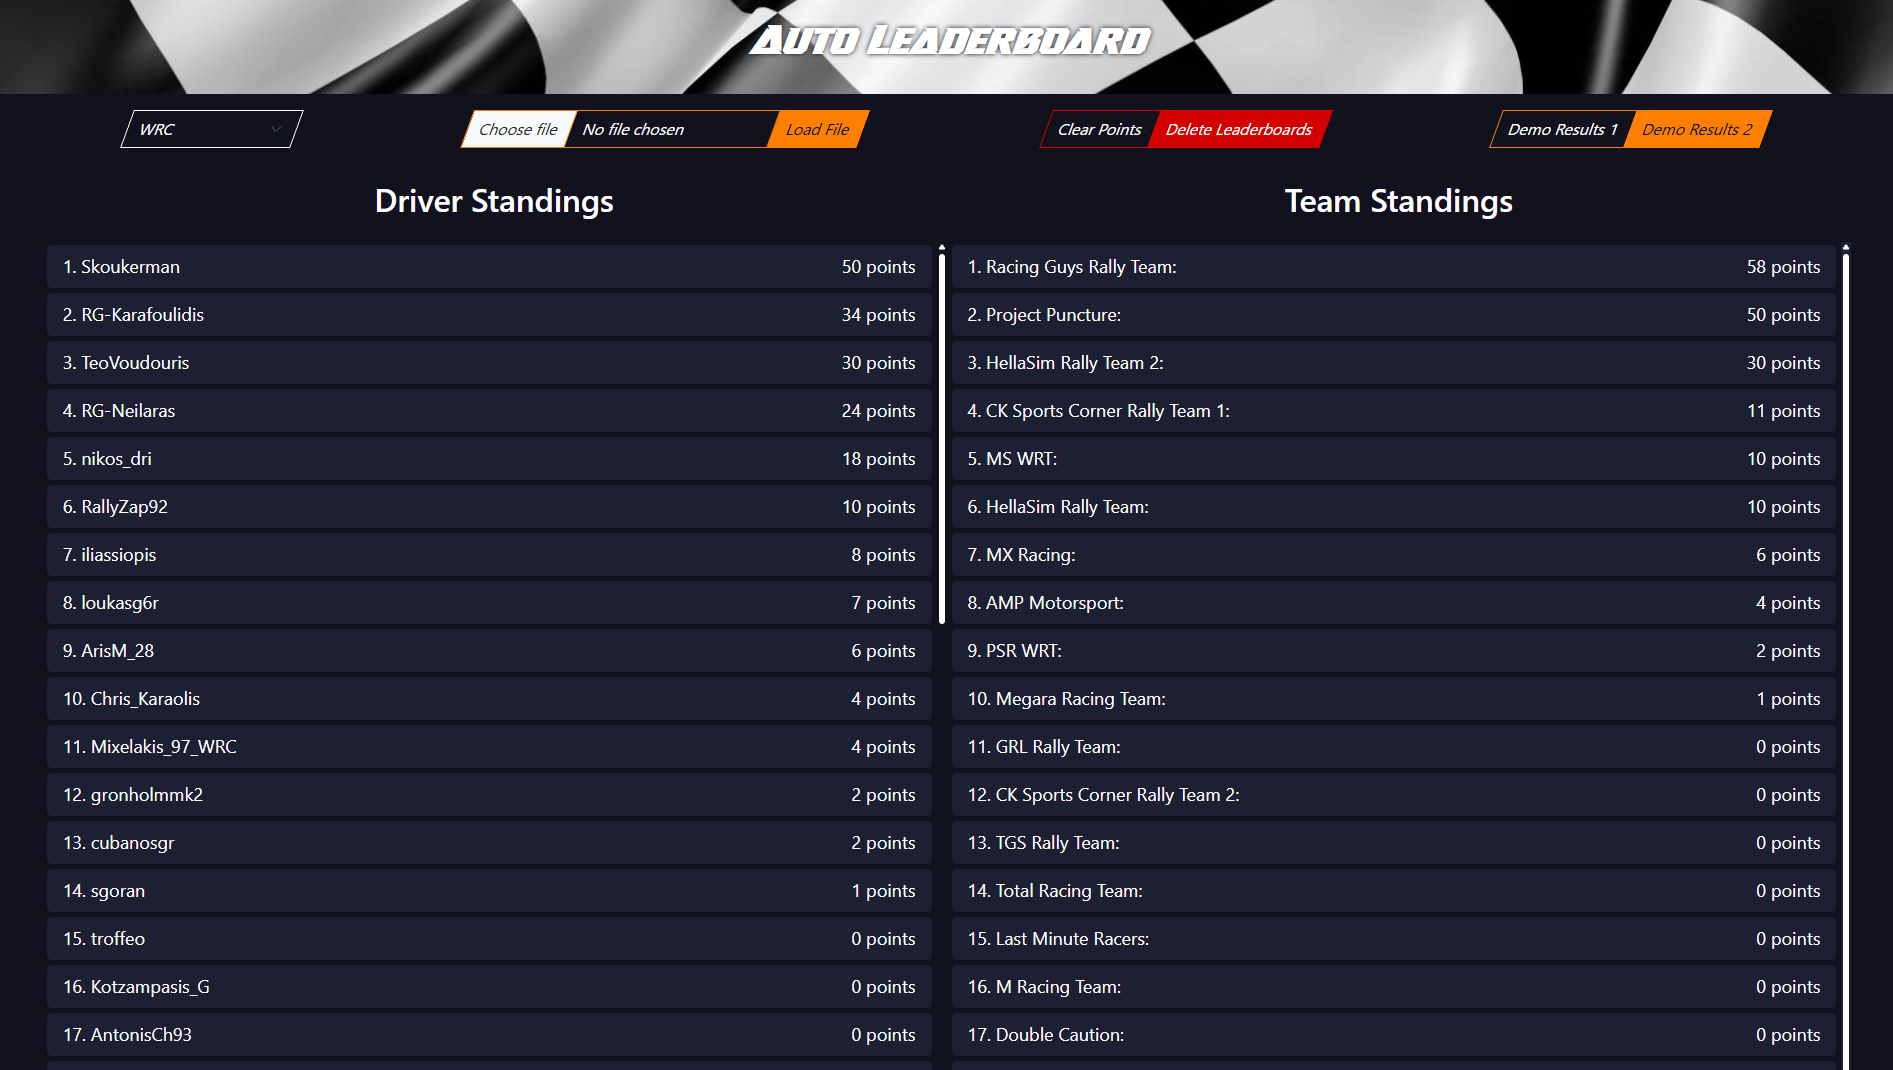 AUTO LEADERBOARD
WRC
Choose file No file chosen Load File
Clear Points Delete Leaderboards
Demo Results 1 Demo Results 2
Driver Standings
1. Skoukerman 50 points
2. RG-Karafoulidis 34 points
3. TeoVoudouris 30 points
4. RG-Neilaras 24 points
5. nikos_dri 18 points
6. RallyZap92 10 points
7. iliassiopis 8 points
8. loukasg6r 7 points
9. ArisM_28 6 points
10. Chris_Karaolis 4 points
11. Mixelakis_97_WRC 4 points
12. gronholmmk2 2 points
13. cubanosgr 2 points
14. sgoran 1 points
15. troffeo 0 points
16. Kotzampasis_G 0 points
17. AntonisCh93 0 points
Team Standings
1. Racing Guys Rally Team: 58 points
2. Project Puncture: 50 points
3. HellaSim Rally Team 2: 30 points
4. CK Sports Corner Rally Team 1: 11 points
5. MS WRT: 10 points
6. HellaSim Rally Team: 10 points
7. MX Racing: 6 points
8. AMP Motorsport: 4 points
9. PSR WRT: 2 points
10. Megara Racing Team: 1 points
11. GRL Rally Team: 0 points
12. CK Sports Corner Rally Team 2: 0 points
13. TGS Rally Team: 0 points
14. Total Racing Team: 0 points
15. Last Minute Racers: 0 points
16. M Racing Team: 0 points
17. Double Caution: 0 points